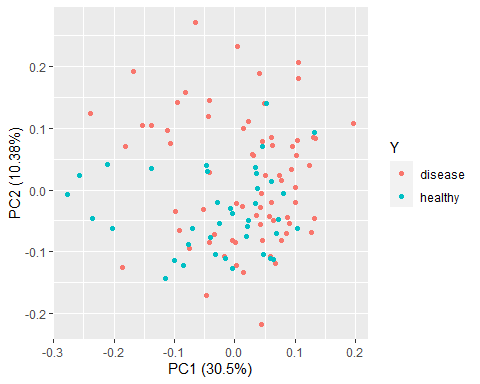 0.2
0.1
0.0
-0.1
-0.2
PC2 (10.38%)
-0.3
-0.2
-0.1
0.0
0.1
0.2
PC1 (30.5%)
Y
disease
healthy